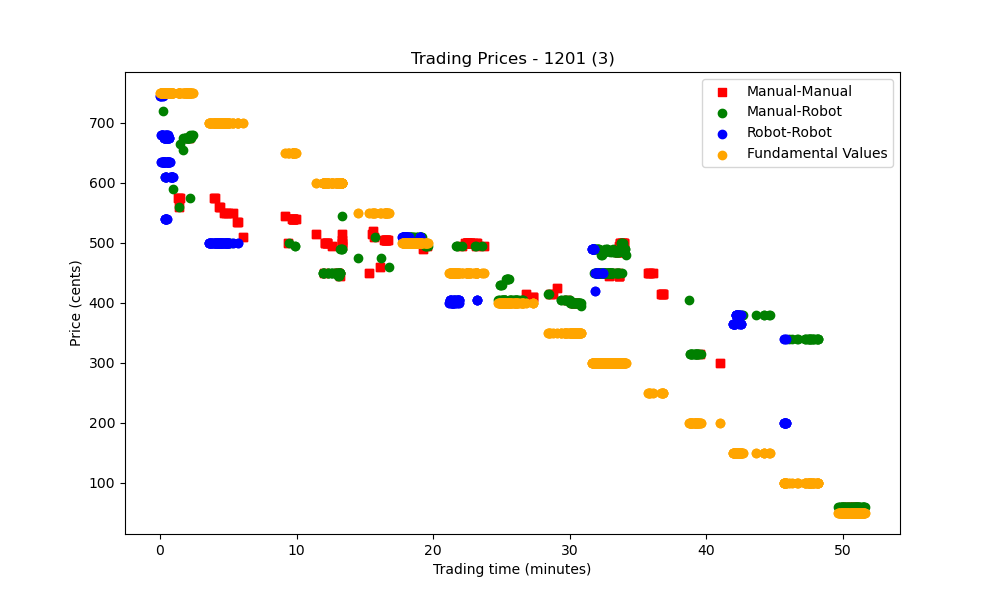 Trading Prices - 1201 (3)
Manual-Manual
Manual-Robot
Robot-Robot
Fundamental Values
Price (cents)
700
600
500
400
300
200
100
0
10
20
30
40
50
Trading time (minutes)